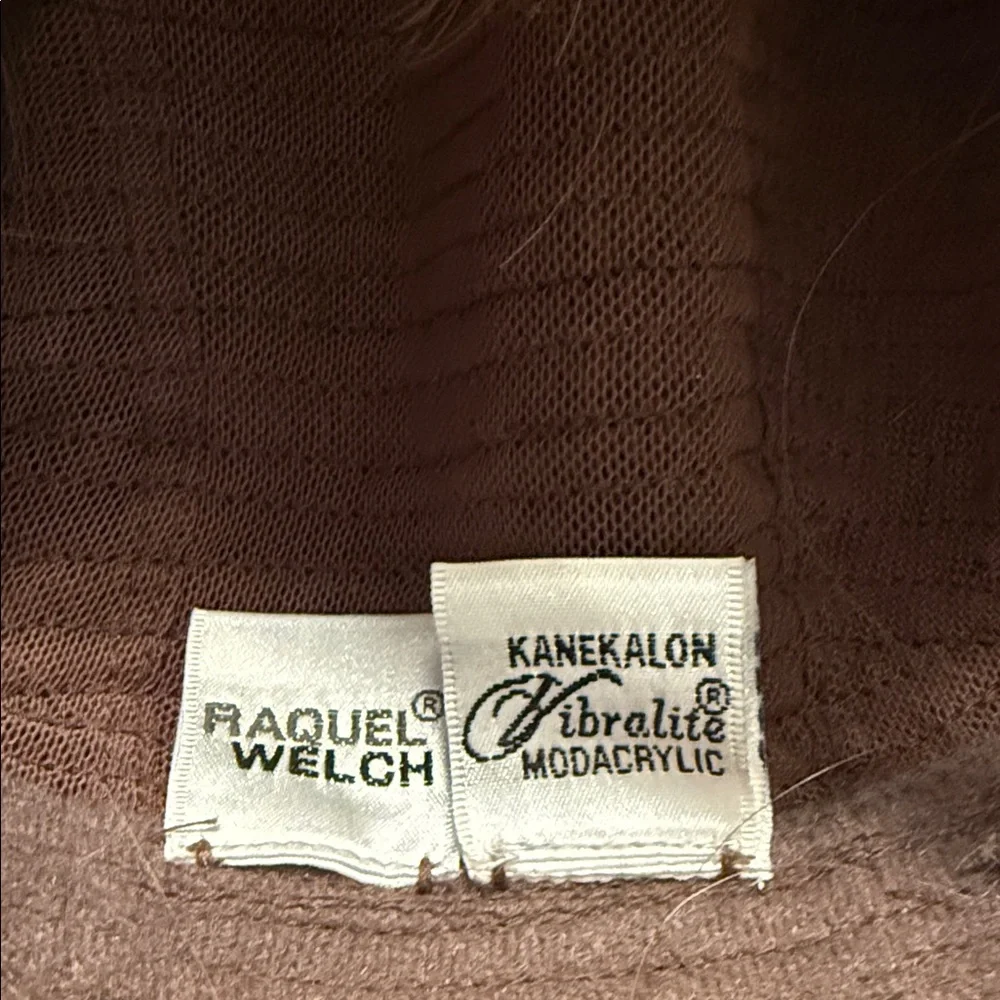 RAQUEL®
WELCH
KANEKALON
Vibralite®
MODACRYLIC